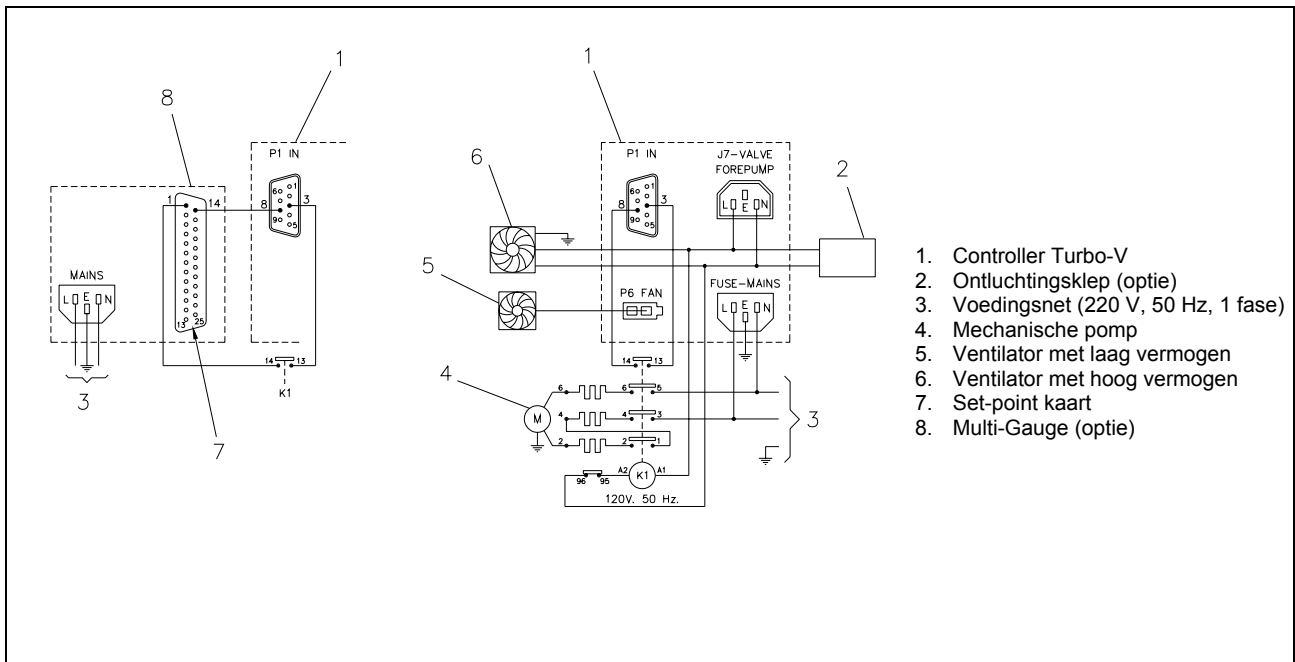 1
8
P1 IN
6
1
8
3
9
5
1
14
MAINS
L E N
13
25
14
13
K1
3
7
1
6
P1 IN
J7-VALVE
FOREPUMP
6
1
8
3
9
5
L E N
2
5
P6 FAN
FUSE-MAINS
L E N
14
13
4
6
6
5
M
4
4
3
3
2
2
1
96
95
A2
K1
A1
120V. 50 Hz.
1. Controller Turbo-V
2. Ontluchtingsklep (optie)
3. Voedingsnet (220 V, 50 Hz, 1 fase)
4. Mechanische pomp
5. Ventilator met laag vermogen
6. Ventilator met hoog vermogen
7. Set-point kaart
8. Multi-Gauge (optie)